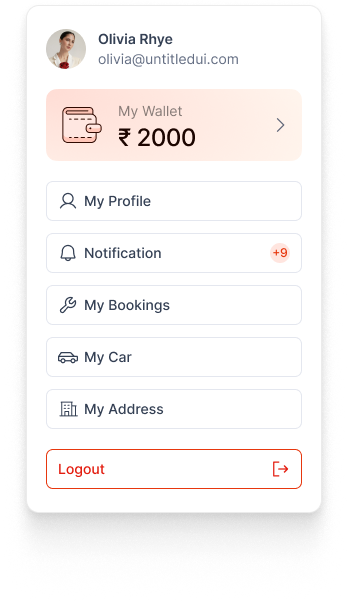 Olivia Rhye
olivia@untitledui.com
My Wallet
₹ 2000
My Profile
Notification +9
My Bookings
My Car
My Address
Logout